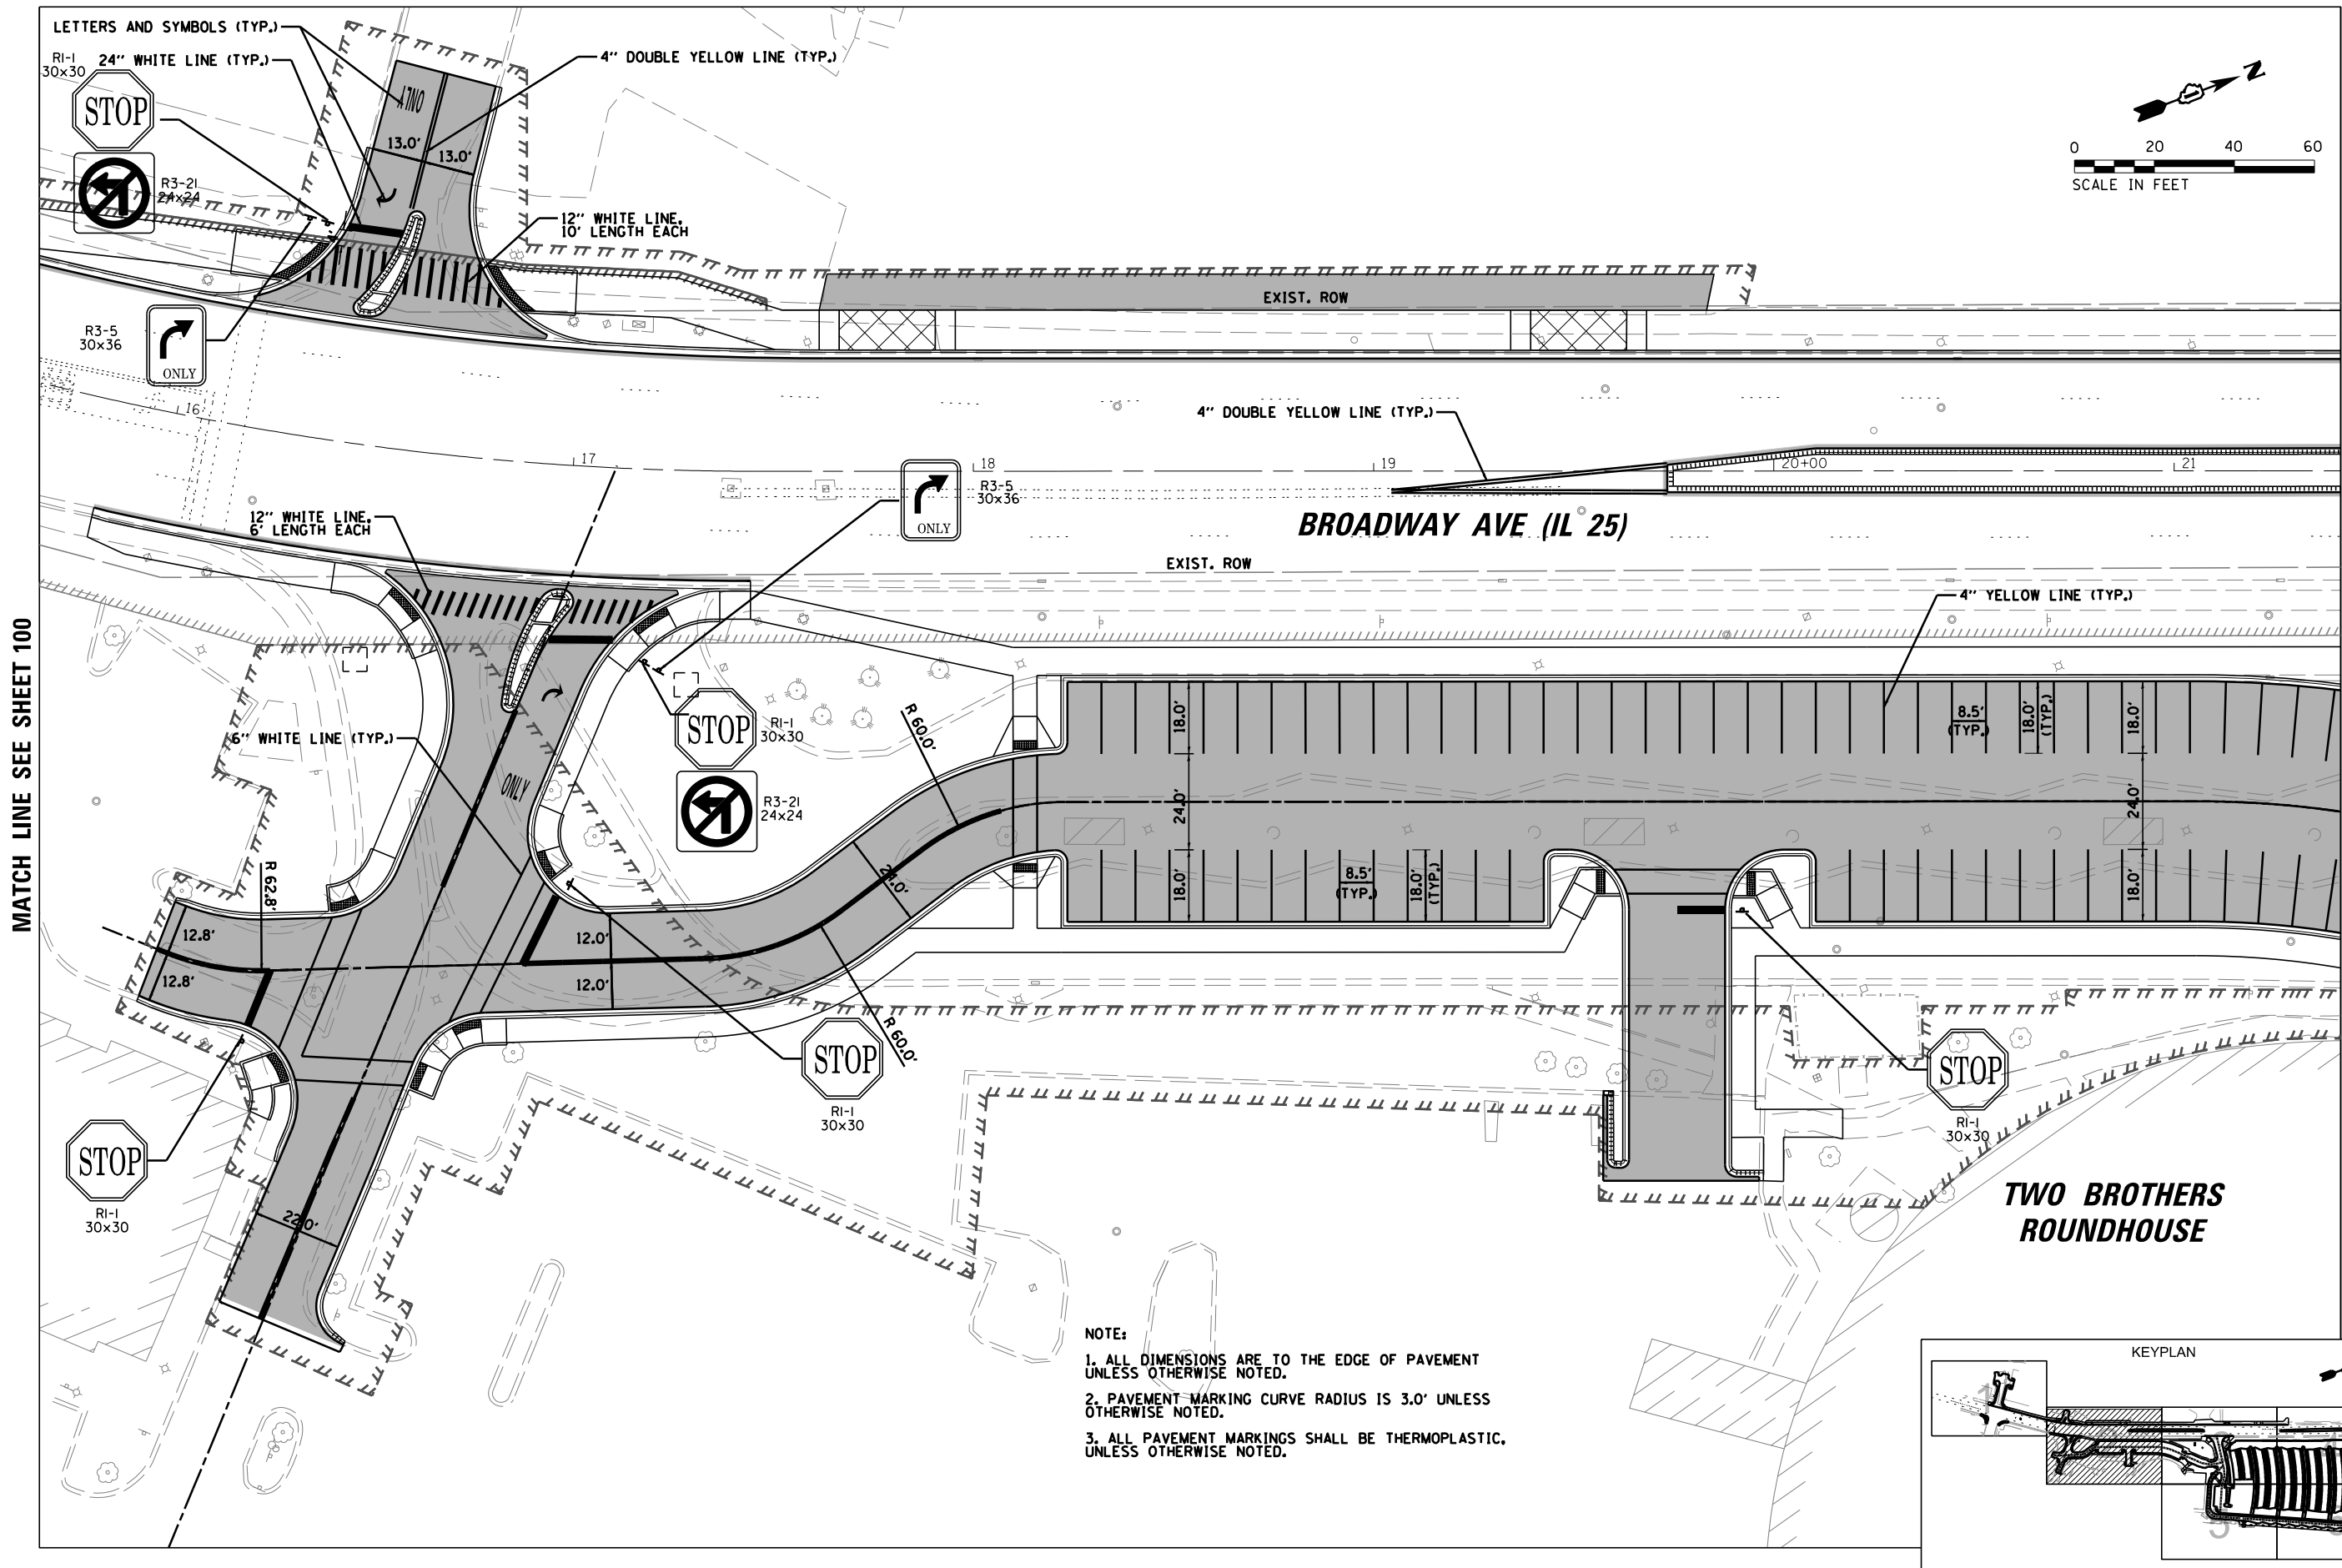 LETTERS AND SYMBOLS (TYP.)
R1-1
30x30
24" WHITE LINE (TYP.)
4" DOUBLE YELLOW LINE (TYP.)
STOP
ONLY
13.0'
13.0'
R3-21
24x24
12" WHITE LINE,
10' LENGTH EACH
N
0 20 40 60
SCALE IN FEET
EXIST. ROW
R3-5
30x36
ONLY
16
17
18
19
20+00
21
4" DOUBLE YELLOW LINE (TYP.)
R3-5
30x36
ONLY
BROADWAY AVE (IL 25)
12" WHITE LINE,
6' LENGTH EACH
EXIST. ROW
4" YELLOW LINE (TYP.)
MATCH LINE SEE SHEET 100
6" WHITE LINE (TYP.)
ONLY
STOP
R1-1
30x30
R3-21
24x24
R 60.0'
18.0'
24.0'
18.0'
8.5'
(TYP.)
18.0'
(TYP.)
18.0'
24.0'
18.0'
8.5'
(TYP.)
18.0'
(TYP.)
R 62.8'
12.8'
12.8'
24.0'
12.0'
12.0'
R 60.0'
STOP
R1-1
30x30
STOP
R1-1
30x30
STOP
R1-1
30x30
22.0'
TWO BROTHERS
ROUNDHOUSE
NOTE:
1. ALL DIMENSIONS ARE TO THE EDGE OF PAVEMENT
UNLESS OTHERWISE NOTED.
2. PAVEMENT MARKING CURVE RADIUS IS 3.0' UNLESS
OTHERWISE NOTED.
3. ALL PAVEMENT MARKINGS SHALL BE THERMOPLASTIC,
UNLESS OTHERWISE NOTED.
KEYPLAN
1
3